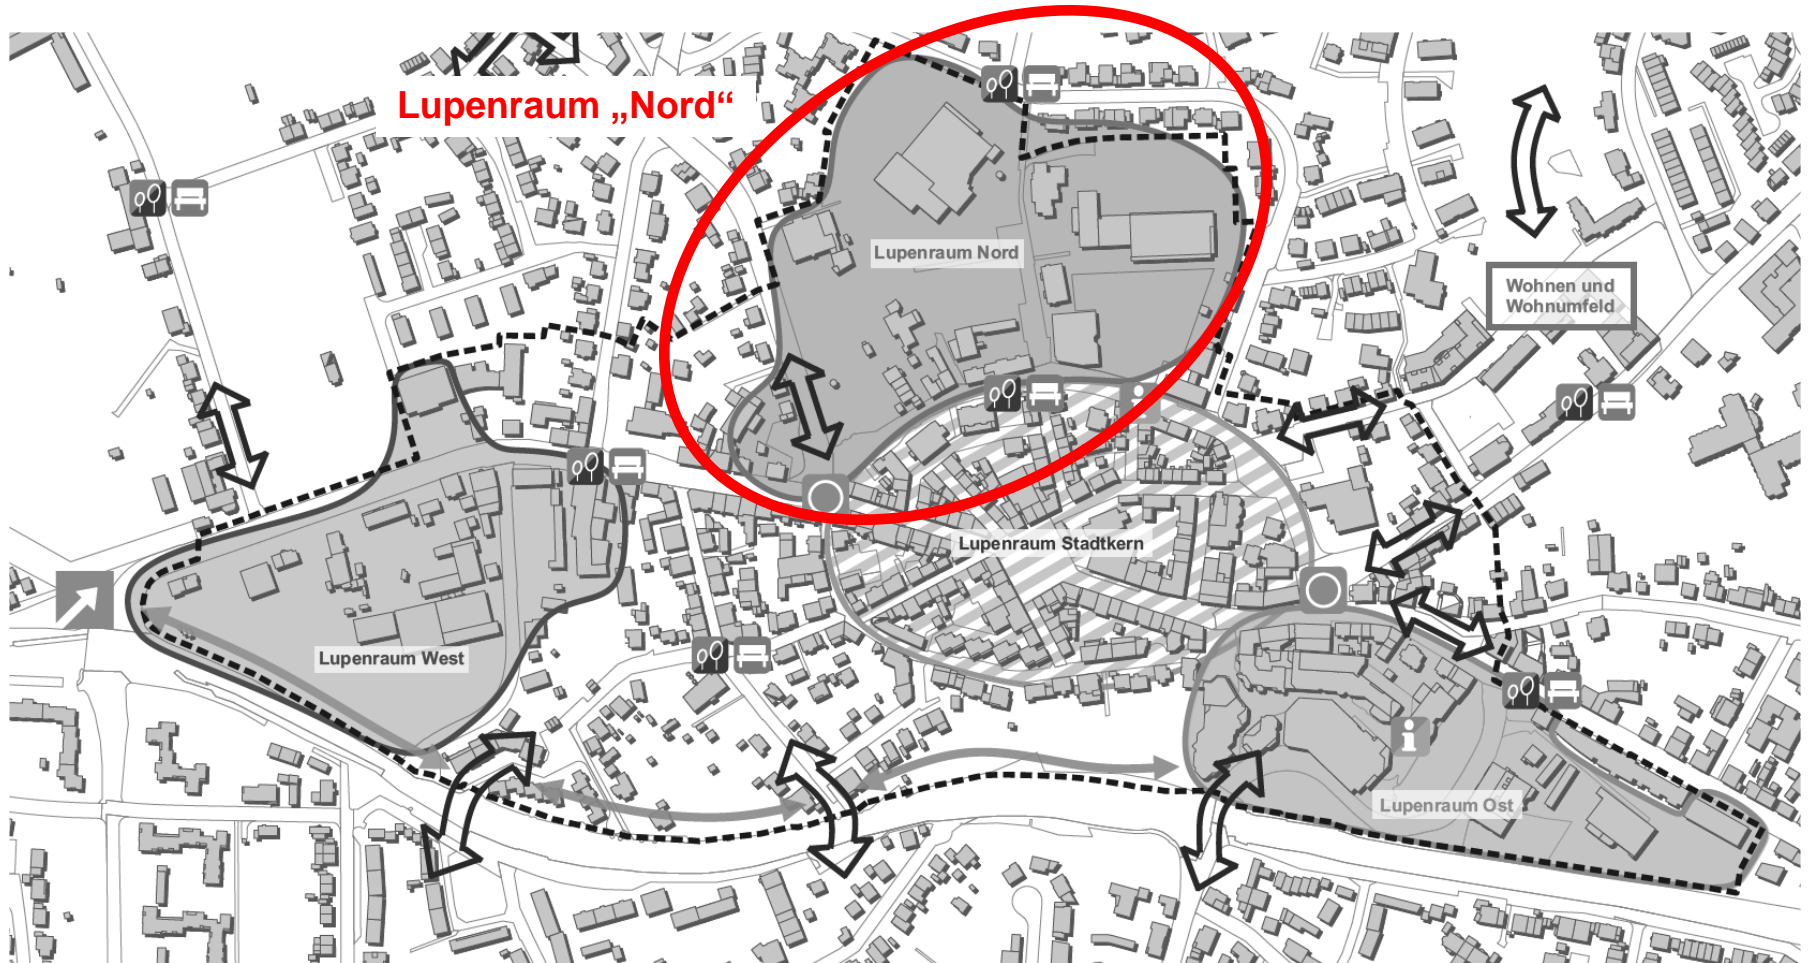 Lupenraum „Nord“
Lupenraum Nord
Wohnen und
Wohnumfeld
Lupenraum Stadtkern
Lupenraum West
Lupenraum Ost